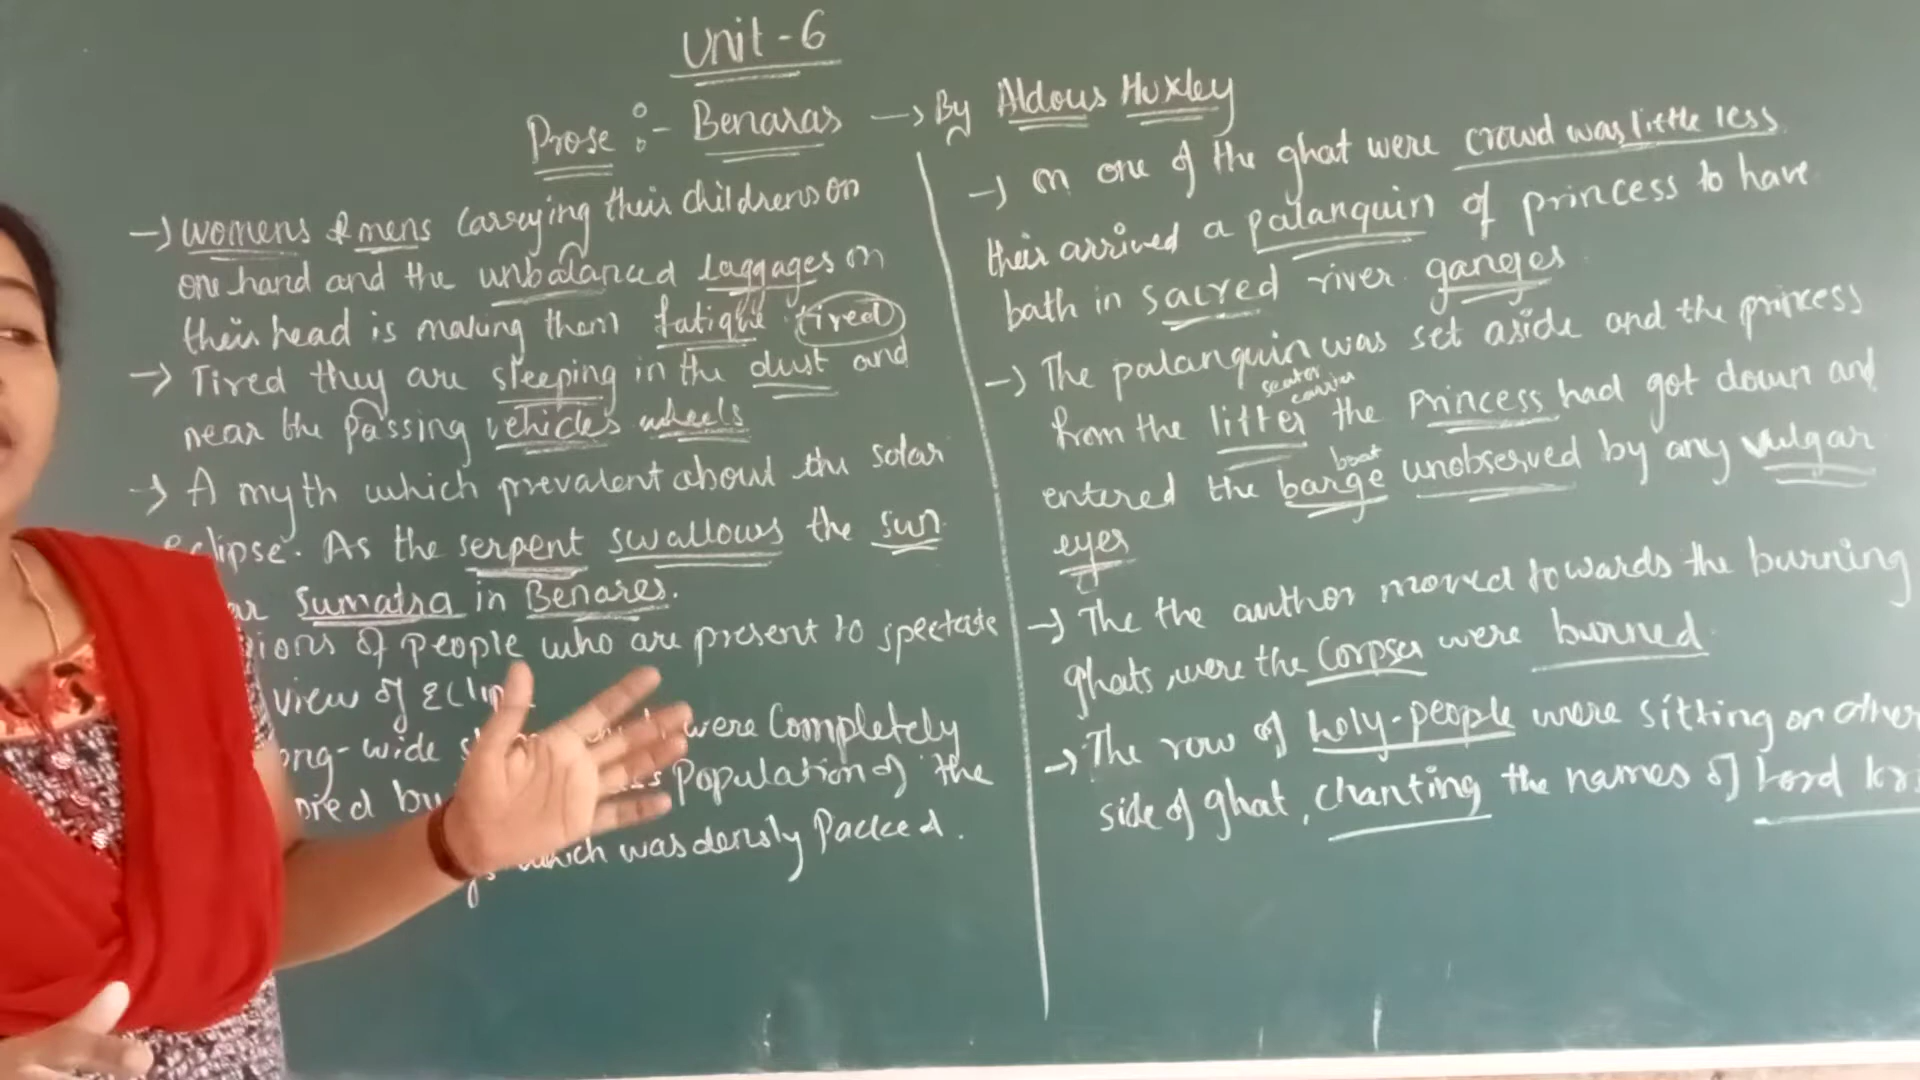 Unit - 6
Prose :- Benaras → By Aldous Huxley
→ womens & mens Carrying their childrens on
one hand and the unbalanced Laggages on
their head is making them fatigue tired
→ Tired they are sleeping in the dust and
near the passing vehicles wheels
→ A myth which prevalent about the solar
eclipse. As the serpent swallows the sun
Sumatra in Benares.
of people who are present to spectate
view of
wide were Completely
by Population of the
which was densly Packed.
→ on one of the ghat were crowd was little less
their arrived a palanquin of princess to have
bath in sacred river ganges
→ The palanquin was set aside and the princess
seater carrier
from the litter the Princess had got down and
boat
entered the barge unobserved by any vulgar
eyes
→ The the author moved towards the burning
ghats, were the Corpses were burned
→ The row of holy-people were sitting on other
side of ghat, chanting the names of Lord